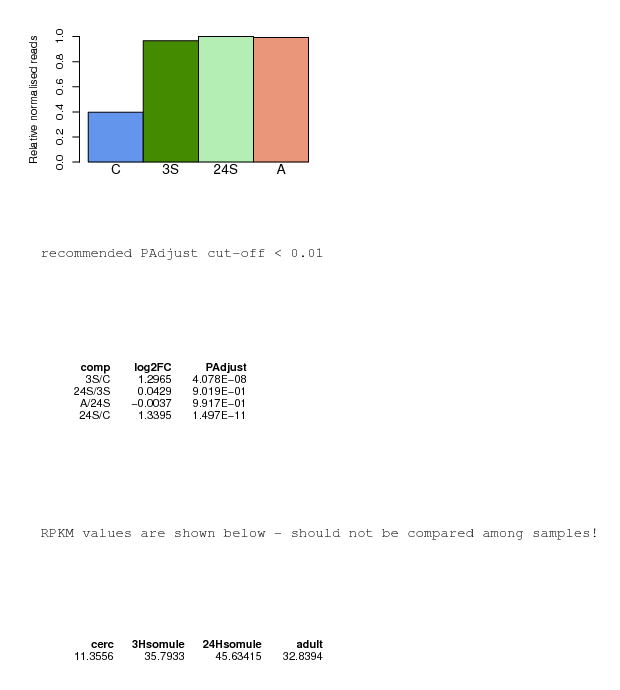 Relative normalised reads
1.0
0.8
0.6
0.4
0.2
0.0
C 3S 24S A
recommended PAdjust cut-off < 0.01
comp log2FC PAdjust
3S/C 1.2965 4.078E−08
24S/3S 0.0429 9.019E−01
A/24S −0.0037 9.917E−01
24S/C 1.3395 1.497E−11
RPKM values are shown below - should not be compared among samples!
cerc 3Hsomule 24Hsomule adult
11.3556 35.7933 45.63415 32.8394